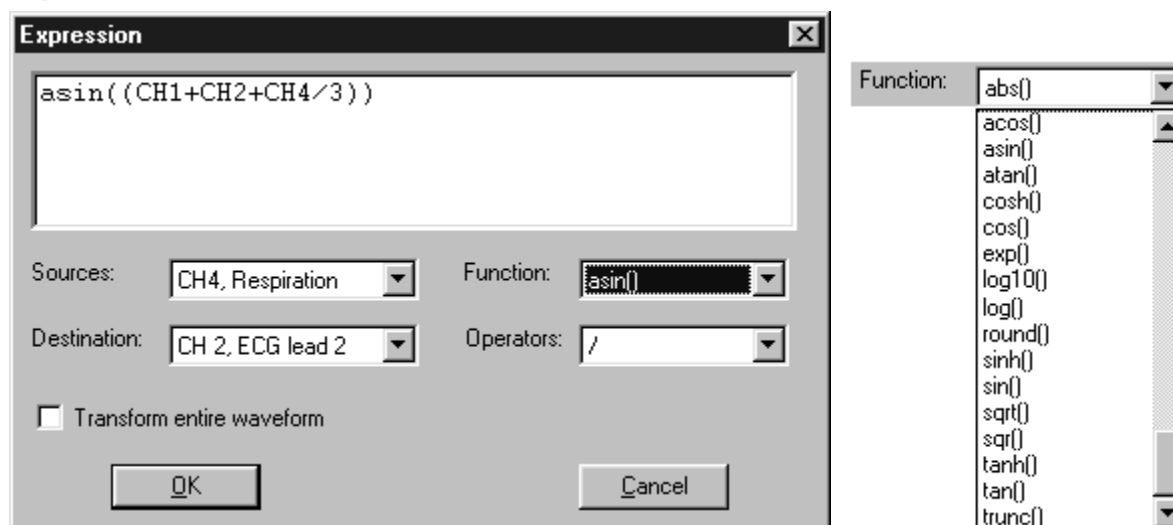 Expression
asin((CH1+CH2+CH4/3))
Sources: CH4, Respiration Function: asin()
Destination: CH 2, ECG lead 2 Operators: /
Transform entire waveform
OK Cancel
Function: abs()
acos()
asin()
atan()
cosh()
cos()
exp()
log10()
log()
round()
sinh()
sin()
sqrt()
sqr()
tanh()
tan()
trunc()